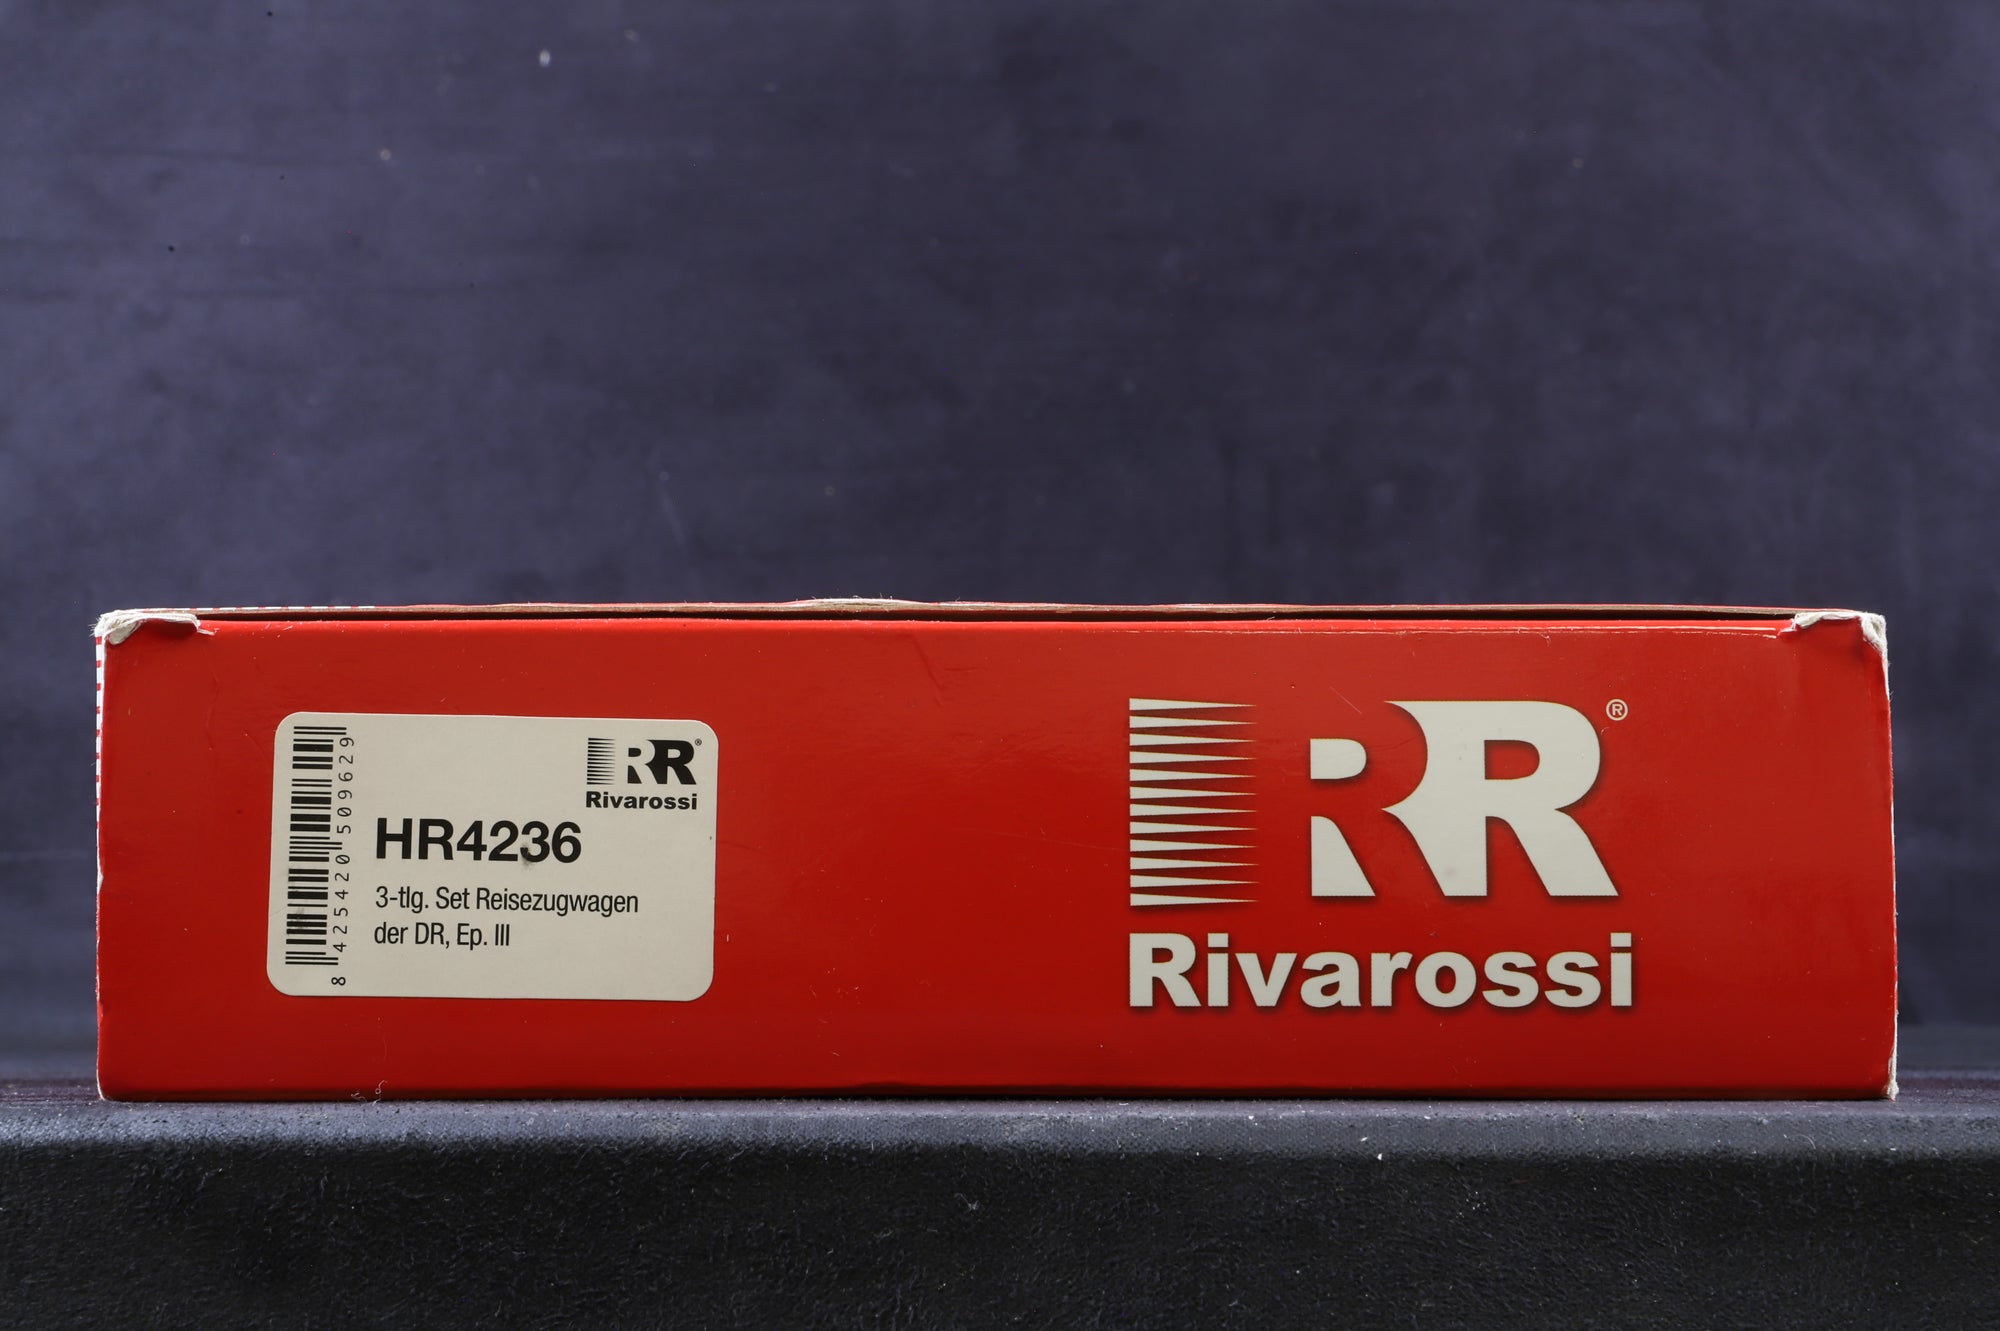 RR®
Rivarossi
HR4236
3-tlg. Set Reisezugwagen
der DR, Ep. III
8 425420 509629
RR®
Rivarossi